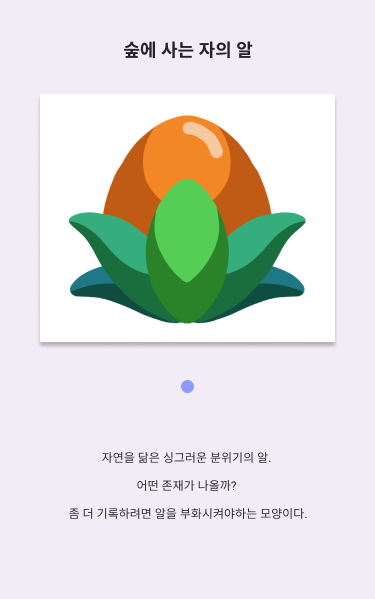 숲에 사는 자의 알
자연을 닮은 싱그러운 분위기의 알.
어떤 존재가 나올까?
좀 더 기록하려면 알을 부화시켜야하는 모양이다.